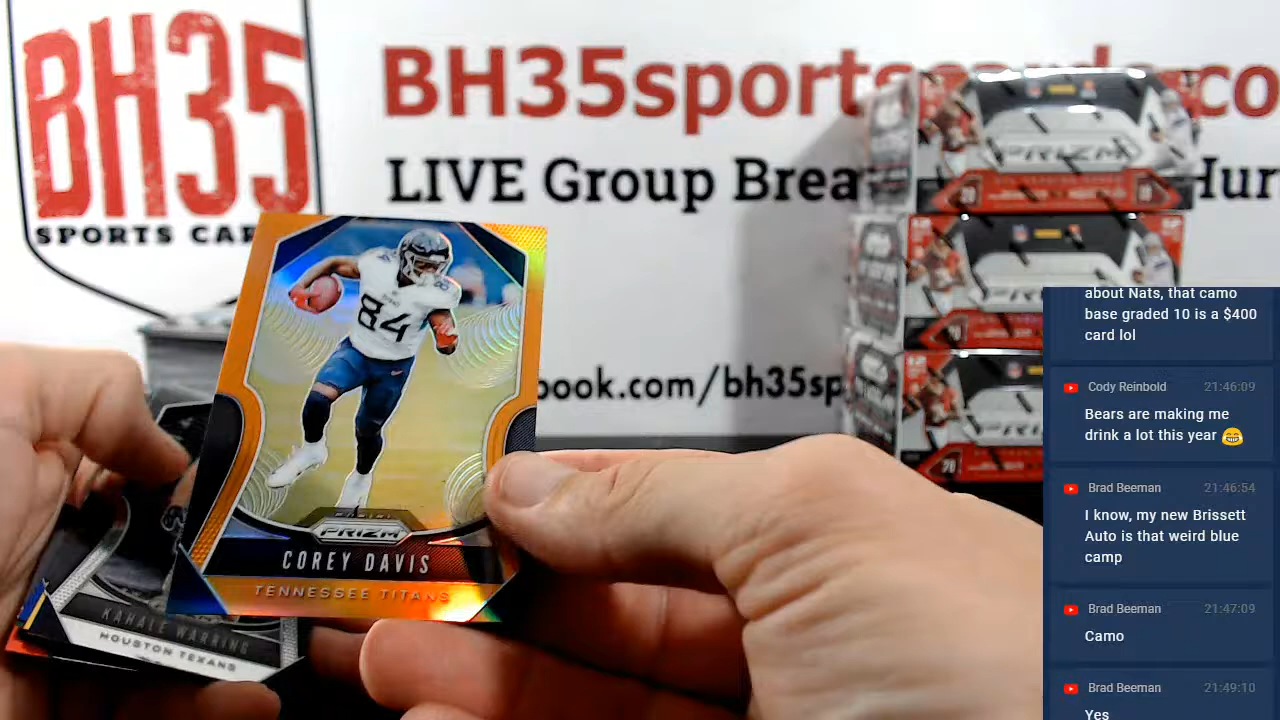 BH35
SPORTS CAR
BH35sportscards.co
LIVE Group Brea
Hur
book.com/bh35sp
PRIZM
84
PRIZM
COREY DAVIS
TENNESSEE TITANS
KAHALE WARRING
HOUSTON TEXANS
about Nats, that camo
base graded 10 is a $400
card lol
Cody Reinbold 21:46:09
Bears are making me
drink a lot this year 😁
Brad Beeman 21:46:54
I know, my new Brissett
Auto is that weird blue
camp
Brad Beeman 21:47:09
Camo
Brad Beeman 21:49:10
Yes